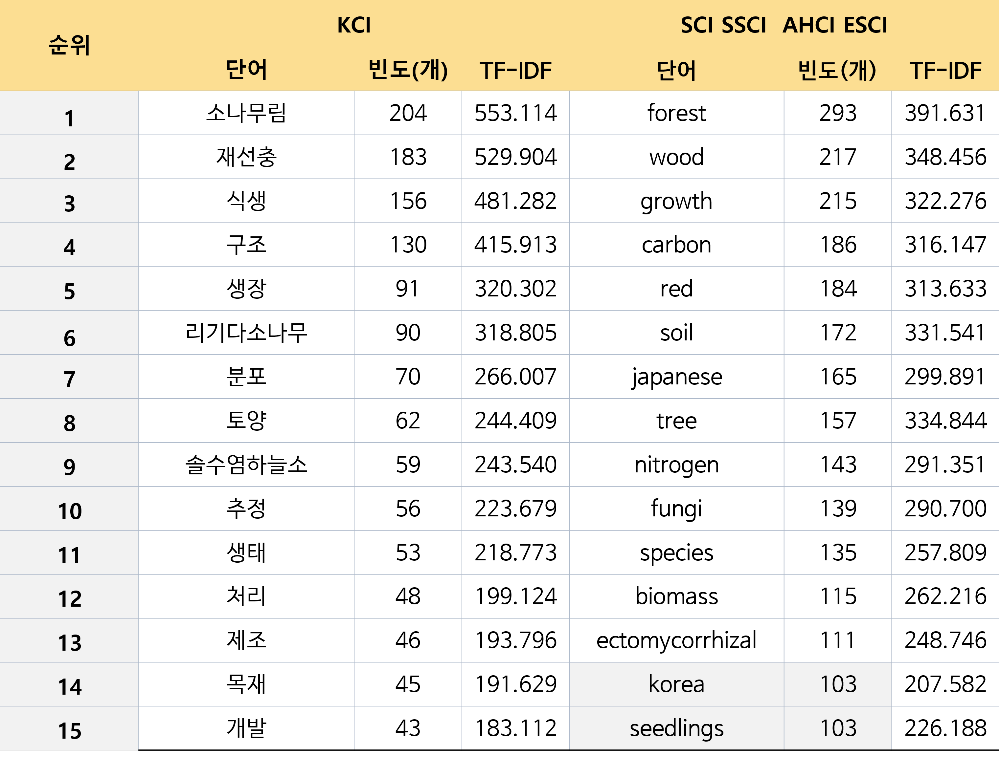 순위 KCI SCI SSCI AHCI ESCI
단어 빈도(개) TF-IDF 단어 빈도(개) TF-IDF
1 소나무림 204 553.114 forest 293 391.631
2 재선충 183 529.904 wood 217 348.456
3 식생 156 481.282 growth 215 322.276
4 구조 130 415.913 carbon 186 316.147
5 생장 91 320.302 red 184 313.633
6 리기다소나무 90 318.805 soil 172 331.541
7 분포 70 266.007 japanese 165 299.891
8 토양 62 244.409 tree 157 334.844
9 솔수염하늘소 59 243.540 nitrogen 143 291.351
10 추정 56 223.679 fungi 139 290.700
11 생태 53 218.773 species 135 257.809
12 처리 48 199.124 biomass 115 262.216
13 제조 46 193.796 ectomycorrhizal 111 248.746
14 목재 45 191.629 korea 103 207.582
15 개발 43 183.112 seedlings 103 226.188